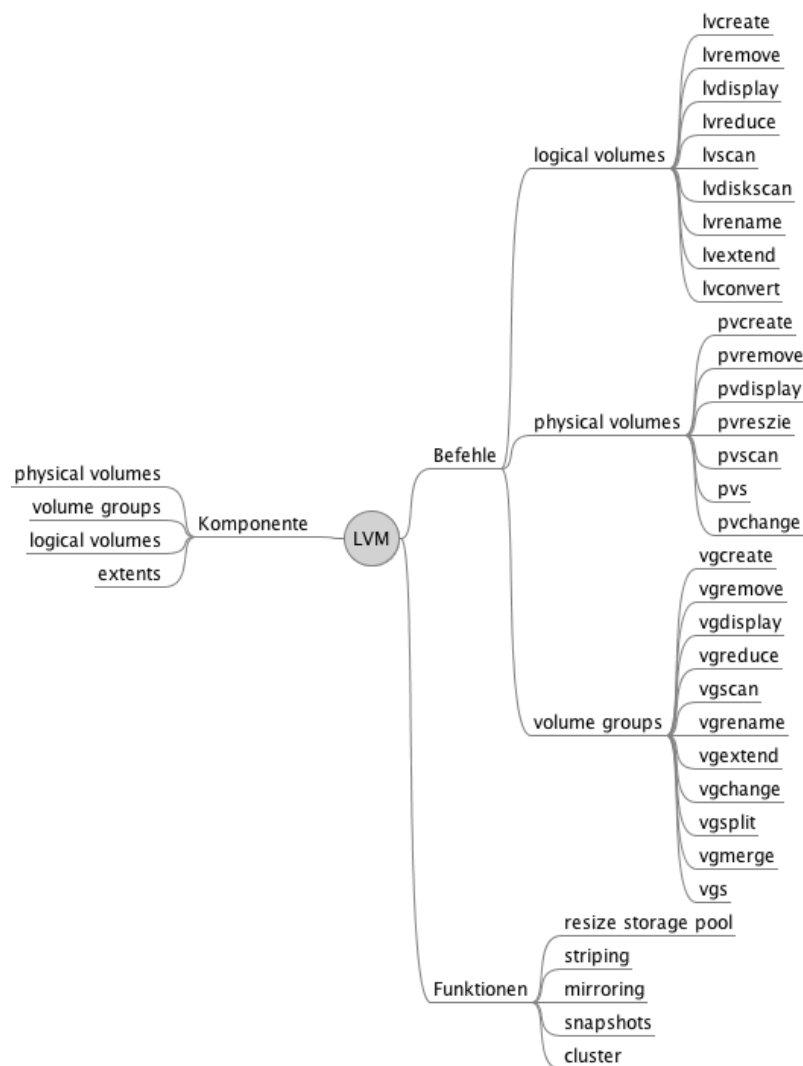 LVM
Komponente
physical volumes
volume groups
logical volumes
extents
Befehle
logical volumes
lvcreate
lvremove
lvdisplay
lvreduce
lvscan
lvdiskscan
lvrename
lvextend
lvconvert
physical volumes
pvcreate
pvremove
pvdisplay
pvreszie
pvscan
pvs
pvchange
volume groups
vgcreate
vgremove
vgdisplay
vgreduce
vgscan
vgrename
vgextend
vgchange
vgsplit
vgmerge
vgs
Funktionen
resize storage pool
striping
mirroring
snapshots
cluster